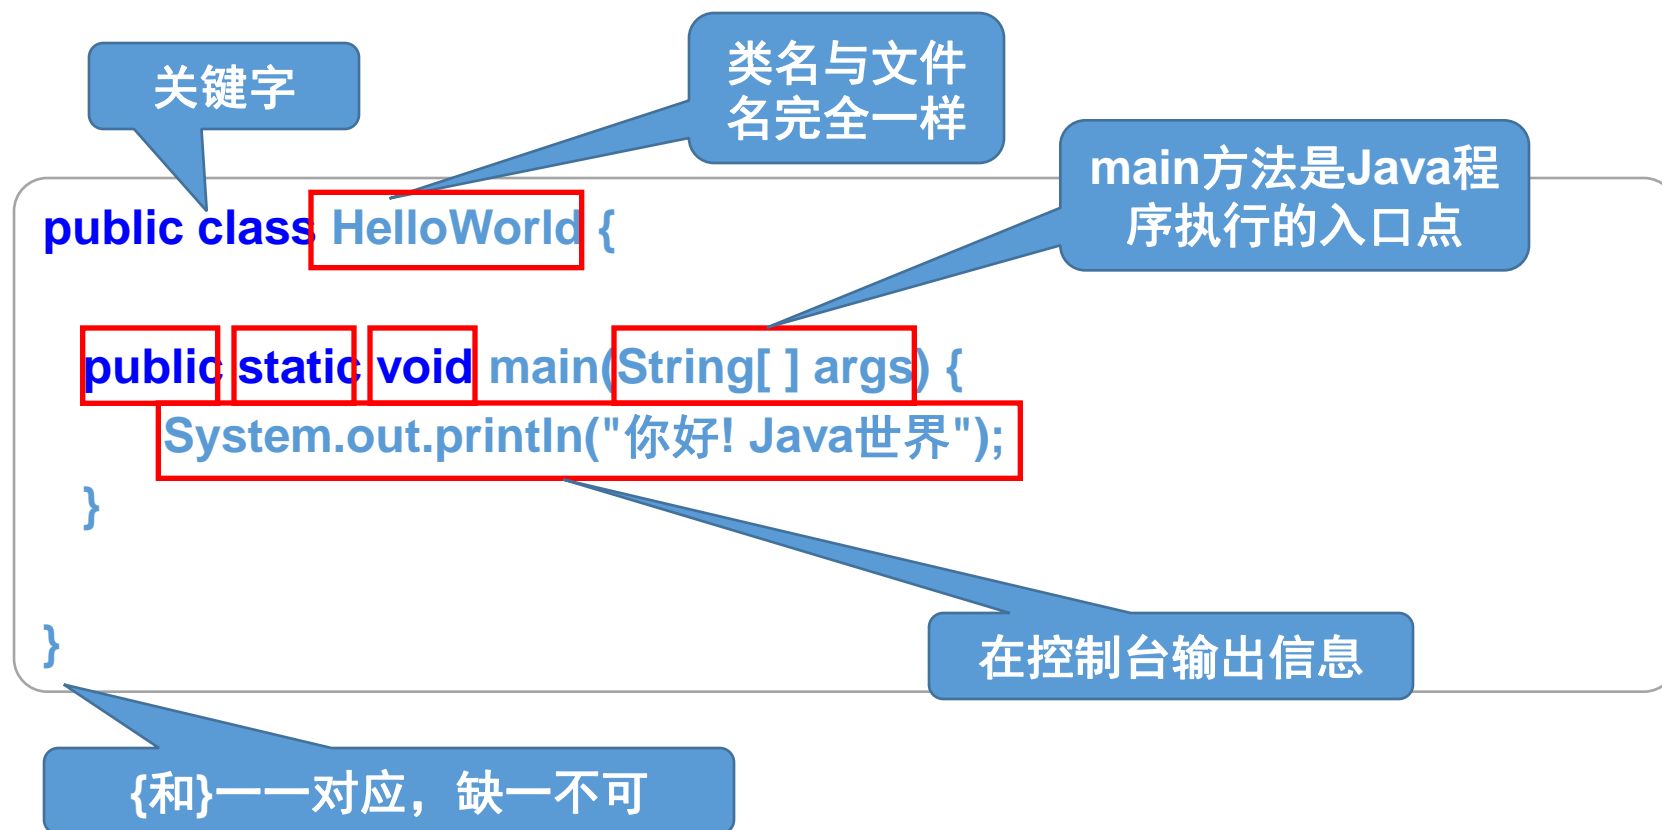 关键字
类名与文件
名完全一样
main方法是Java程
序执行的入口点
public class HelloWorld {
public static void main(String[ ] args) {
System.out.println("你好! Java世界");
}
}
在控制台输出信息
{和}一一对应，缺一不可